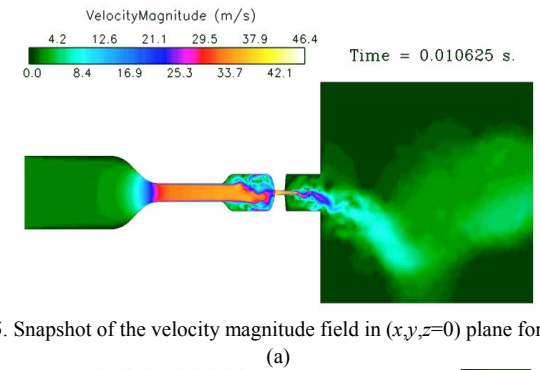 VelocityMagnitude (m/s)
4.2 12.6 21.1 29.5 37.9 46.4
0.0 8.4 16.9 25.3 33.7 42.1
Time = 0.010625 s.
5. Snapshot of the velocity magnitude field in (x,y,z=0) plane for
(a)